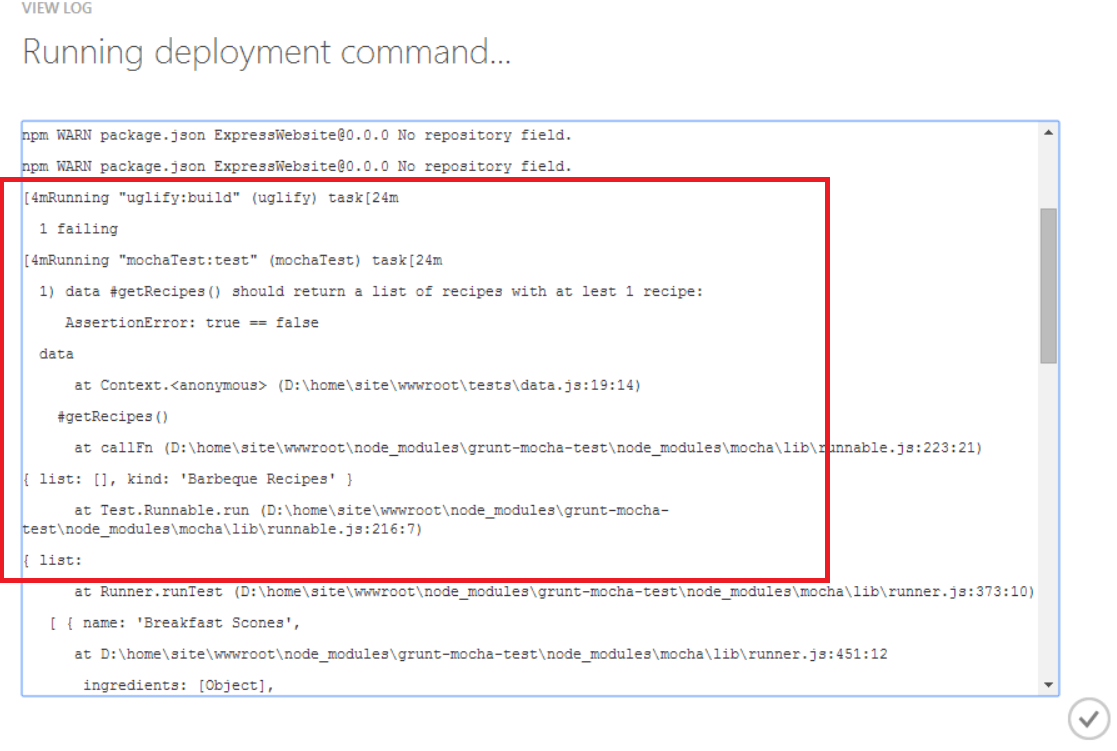 VIEW LOG
Running deployment command...
npm WARN package.json ExpressWebsite@0.0.0 No repository field.
npm WARN package.json ExpressWebsite@0.0.0 No repository field.
[4mRunning "uglify:build" (uglify) task[24m
1 failing
[4mRunning "mochaTest:test" (mochaTest) task[24m
1) data #getRecipes() should return a list of recipes with at lest 1 recipe:
AssertionError: true == false
data
at Context.<anonymous> (D:\home\site\wwwroot\tests\data.js:19:14)
#getRecipes()
at callFn (D:\home\site\wwwroot\node_modules\grunt-mocha-test\node_modules\mocha\lib\runnable.js:223:21)
{ list: [], kind: 'Barbeque Recipes' }
at Test.Runnable.run (D:\home\site\wwwroot\node_modules\grunt-mocha-
test\node_modules\mocha\lib\runnable.js:216:7)
{ list:
at Runner.runTest (D:\home\site\wwwroot\node_modules\grunt-mocha-test\node_modules\mocha\lib\runner.js:373:10)
[ { name: 'Breakfast Scones',
at D:\home\site\wwwroot\node_modules\grunt-mocha-test\node_modules\mocha\lib\runner.js:451:12
ingredients: [Object],